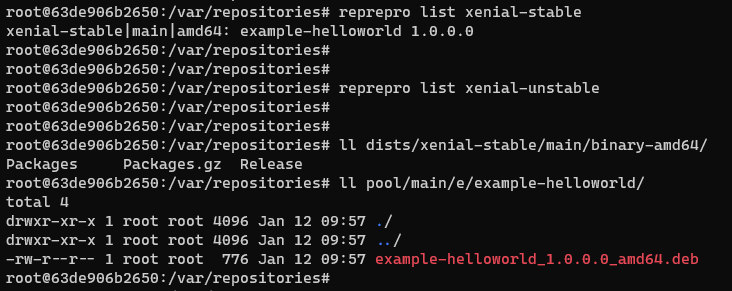 root@63de906b2650:/var/repositories# reprepro list xenial-stable
xenial-stable|main|amd64: example-helloworld 1.0.0.0
root@63de906b2650:/var/repositories#
root@63de906b2650:/var/repositories#
root@63de906b2650:/var/repositories# reprepro list xenial-unstable
root@63de906b2650:/var/repositories#
root@63de906b2650:/var/repositories#
root@63de906b2650:/var/repositories# ll dists/xenial-stable/main/binary-amd64/
Packages     Packages.gz  Release
root@63de906b2650:/var/repositories# ll pool/main/e/example-helloworld/
total 4
drwxr-xr-x 1 root root 4096 Jan 12 09:57 ./
drwxr-xr-x 1 root root 4096 Jan 12 09:57 ../
-rw-r--r-- 1 root root  776 Jan 12 09:57 example-helloworld_1.0.0.0_amd64.deb
root@63de906b2650:/var/repositories#